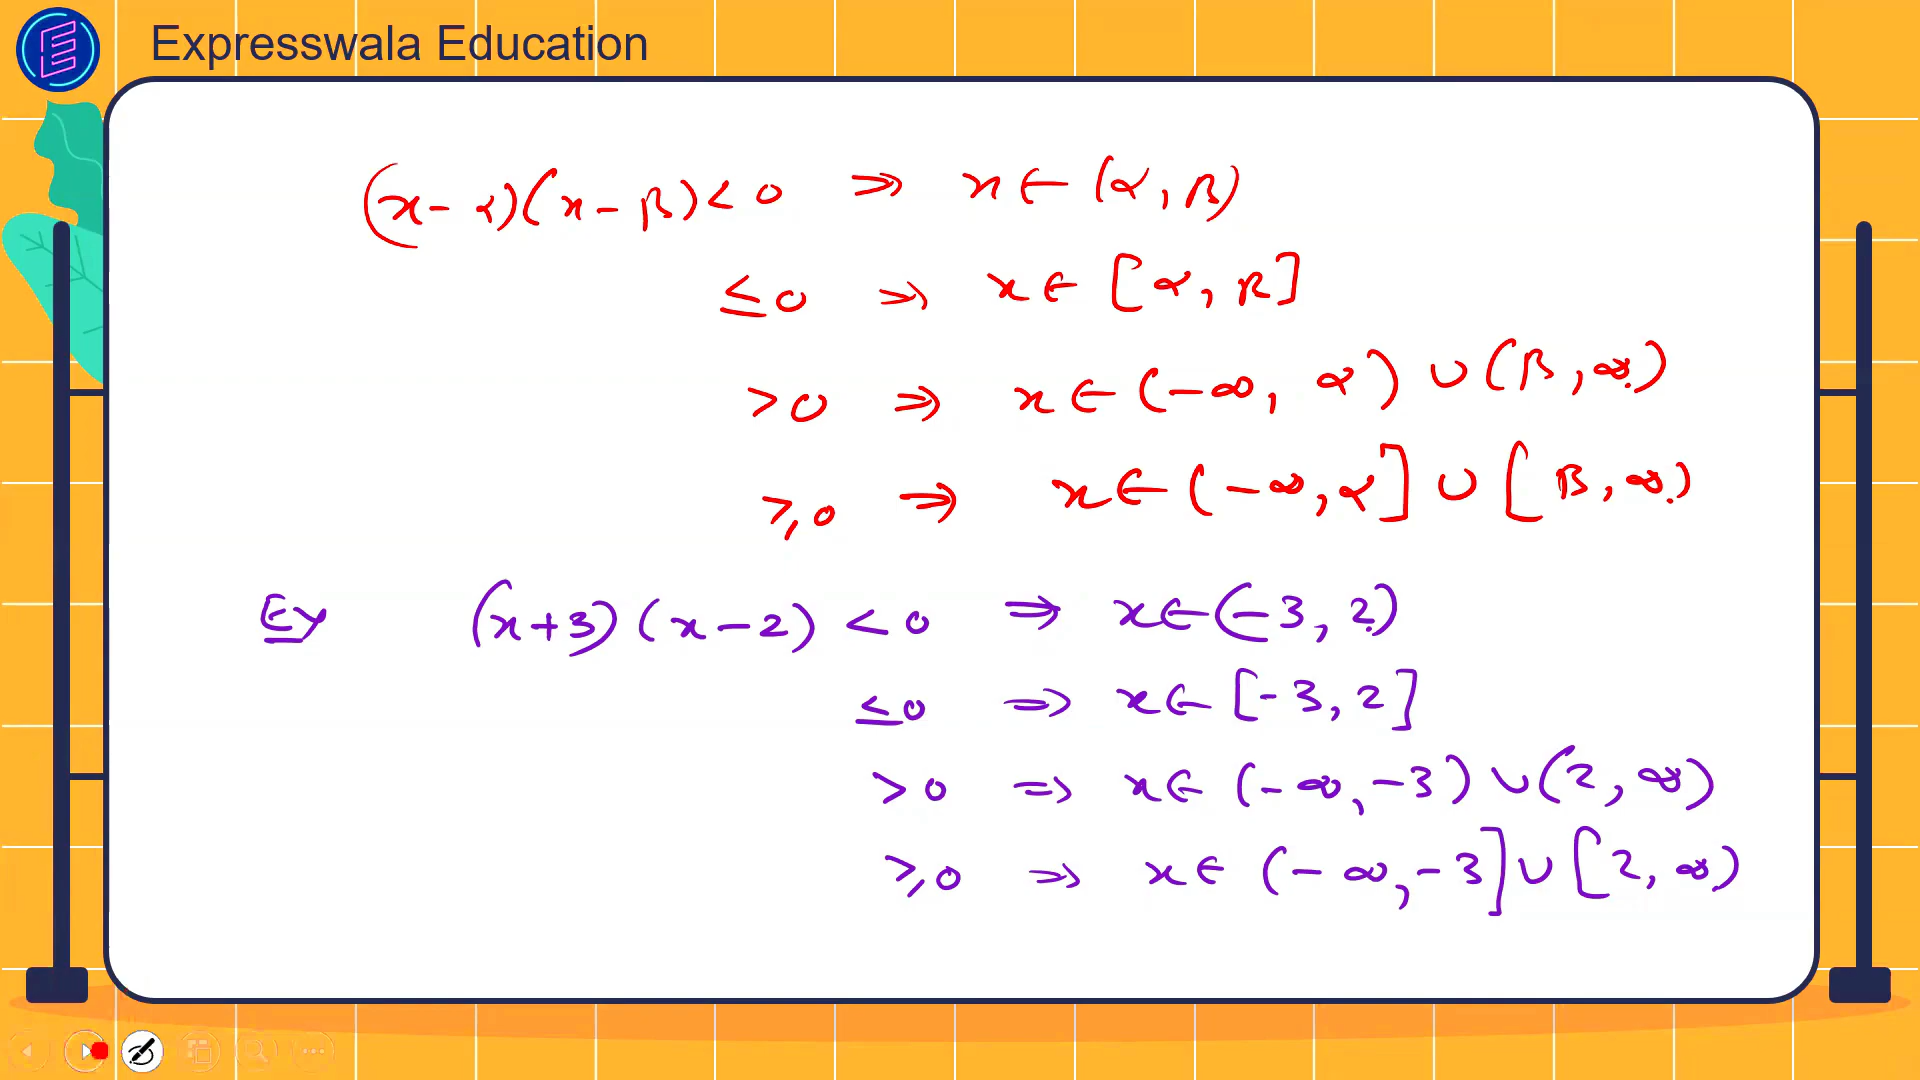 Expresswala Education
(x-α)(x-β)<0 ⇒ x∈(α,β)
≤0 ⇒ x∈[α,β]
>0 ⇒ x∈(-∞,α)∪(β,∞)
≥0 ⇒ x∈(-∞,α]∪[β,∞)
Ex (x+3)(x-2)<0 ⇒ x∈(-3,2)
≤0 ⇒ x∈[-3,2]
>0 ⇒ x∈(-∞,-3)∪(2,∞)
≥0 ⇒ x∈(-∞,-3]∪[2,∞)